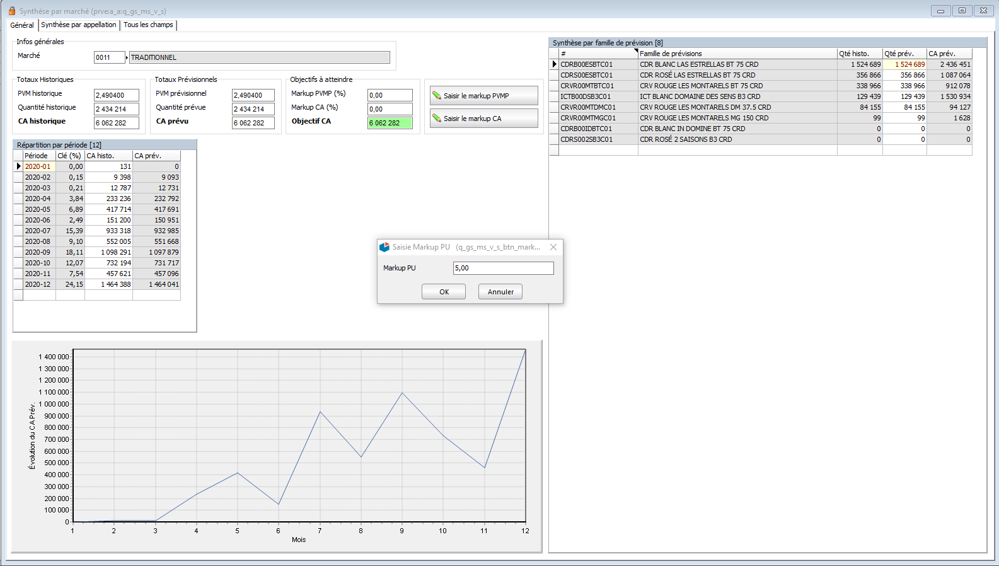 Synthèse par marché (prve:a_a:q_gs_ms_v_s)
Général Synthèse par appellation Tous les champs
Infos générales
Marché 0011 TRADITIONNEL
Totaux Historiques
PVM historique 2,490400
Quantité historique 2 434 214
CA historique 6 062 282
Totaux Prévisionnels
PVM prévisionnel 2,490400
Quantité prévue 2 434 214
CA prévu 6 062 282
Objectifs à atteindre
Markup PVMP (%) 0,00
Markup CA (%) 0,00
Objectif CA 6 062 282
Saisir le markup PVMP
Saisir le markup CA
Répartition par période [12]
Période Clé (%) CA histo. CA prév.
2020-01 0,00 131 0
2020-02 0,15 9 398 9 093
2020-03 0,21 12 787 12 731
2020-04 3,84 233 236 232 792
2020-05 6,89 417 714 417 691
2020-06 2,49 151 200 150 951
2020-07 15,39 933 318 932 985
2020-08 9,10 552 005 551 668
2020-09 18,11 1 098 291 1 097 879
2020-10 12,07 732 194 731 717
2020-11 7,54 457 621 457 096
2020-12 24,15 1 464 388 1 464 041
Synthèse par famille de prévision [8]
# Famille de prévisions Qté histo. Qté prév. CA prév.
CDRB00ESBTC01 CDR BLANC LAS ESTRELLAS BT 75 CRD 1 524 689 1 524 689 2 436 451
CDRS00ESBTC01 CDR ROSÉ LAS ESTRELLAS BT 75 CRD 356 866 356 866 1 087 064
CRVR00MTBTC01 CRV ROUGE LES MONTARELS BT 75 CRD 338 966 338 966 912 078
ICTB00DSB3C01 ICT BLANC DOMAINE DES SENS B3 CRD 129 439 129 439 1 530 934
CRVR00MTDMC01 CRV ROUGE LES MONTARELS DM 37.5 CRD 84 155 84 155 94 127
CRVR00MTMGC01 CRV ROUGE LES MONTARELS MG 150 CRD 99 99 1 628
CDRB00IDBTC01 CDR BLANC IN DOMINE BT 75 CRD 0 0 0
CDRS002SB3C01 CDR ROSÉ 2 SAISONS B3 CRD 0 0 0
Saisie Markup PU (q_gs_ms_v_s_btn_mark...
Markup PU 5,00
OK Annuler
Évolution du CA Prév.
1 400 000
1 300 000
1 200 000
1 100 000
1 000 000
900 000
800 000
700 000
600 000
500 000
400 000
300 000
200 000
100 000
0
1 2 3 4 5 6 7 8 9 10 11 12
Mois